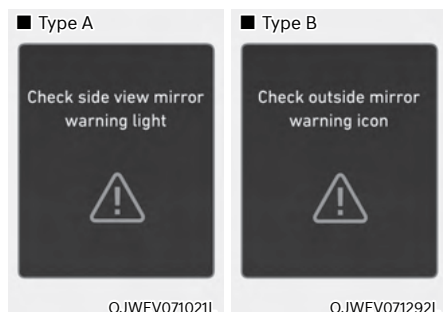 ■ Type A
Check side view mirror
warning light
OJWEV071021L
■ Type B
Check outside mirror
warning icon
OJWEV071292L